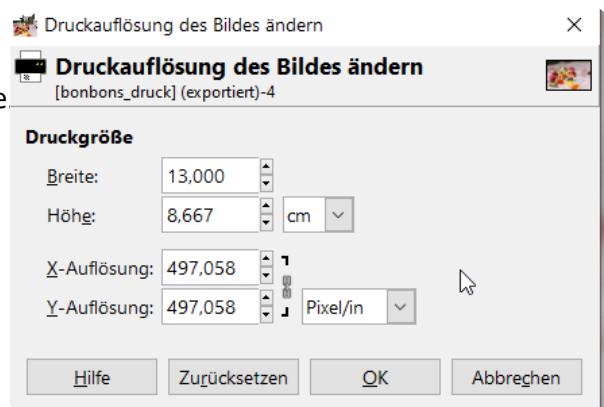 Druckauflösung des Bildes ändern
Druckauflösung des Bildes ändern
[bonbons_druck] (exportiert)-4
e
Druckgröße
Breite: 13,000
Höhe: 8,667 cm
X-Auflösung: 497,058
Y-Auflösung: 497,058 Pixel/in
Hilfe Zurücksetzen OK Abbrechen